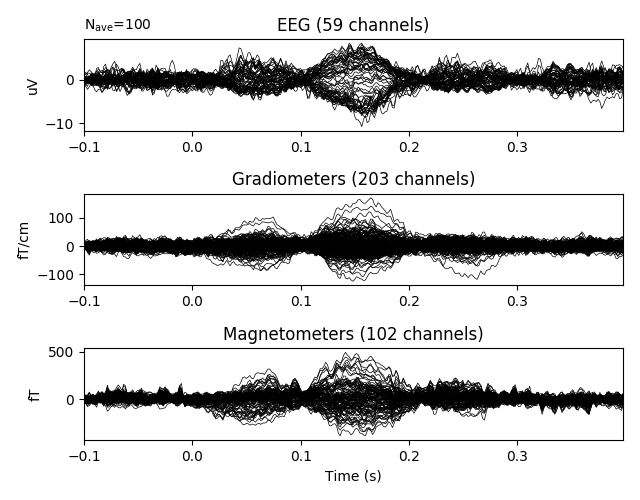 N_ave=100
EEG (59 channels)
uV
0
−10
−0.1 0.0 0.1 0.2 0.3
Gradiometers (203 channels)
fT/cm
100
0
−100
−0.1 0.0 0.1 0.2 0.3
Magnetometers (102 channels)
fT
500
0
−0.1 0.0 0.1 0.2 0.3
Time (s)